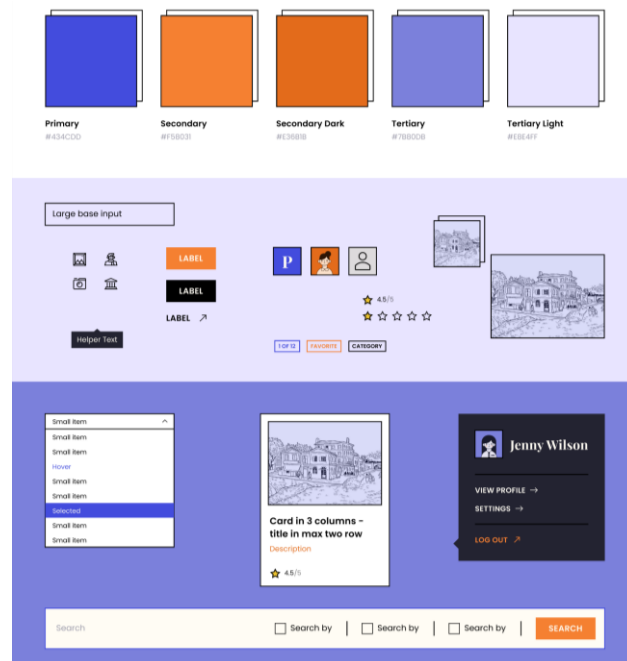 Primary
#434CDD
Secondary
#F58031
Secondary Dark
#E3681B
Tertiary
#7B80DB
Tertiary Light
#E8E4FF
Large base input
LABEL
LABEL
LABEL
Helper Text
P
4.5/5
1 OF 12
FAVORITE
CATEGORY
Small item
Small item
Small item
Hover
Small item
Small item
Selected
Small item
Small item
Card in 3 columns -
title in max two row
Description
4.5/5
Jenny Wilson
VIEW PROFILE
SETTINGS
LOG OUT
Search
Search by
Search by
Search by
SEARCH